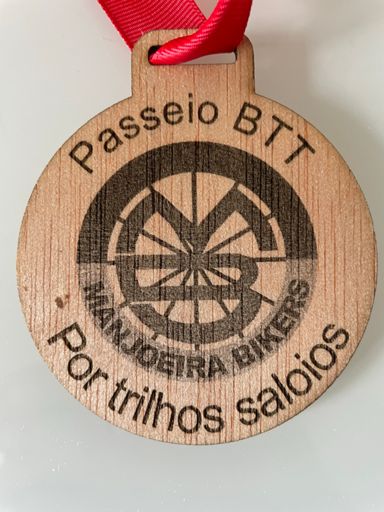 Passeio BTT
MANJOEIRA BIKERS
Por trilhos saloios